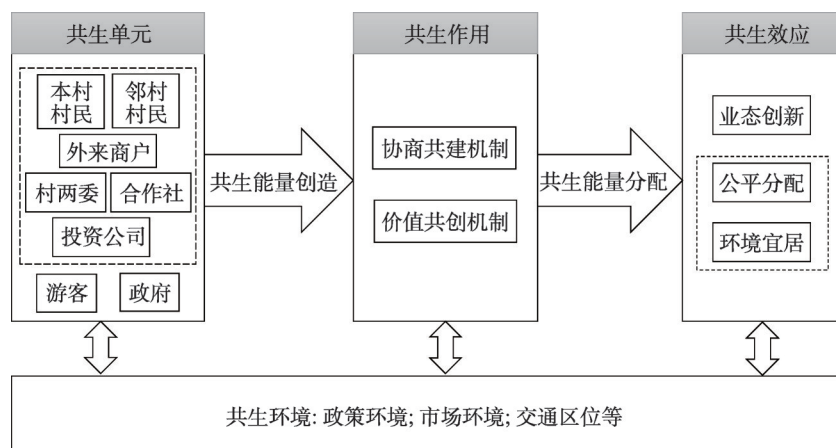 共生单元
本村
村民
邻村
村民
外来商户
村两委
合作社
投资公司
游客
政府
共生能量创造
共生作用
协商共建机制
价值共创机制
共生能量分配
共生效应
业态创新
公平分配
环境宜居
共生环境: 政策环境; 市场环境; 交通区位等